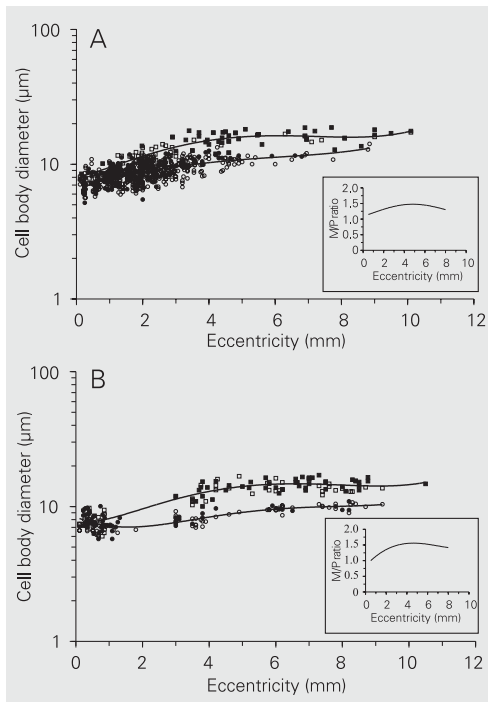 A
Cell body diameter (µm)
100
10
1
0 2 4 6 8 10 12
Eccentricity (mm)
M/P ratio
2.0
1.5
1.0
0.5
0
0 2 4 6 8 10
Eccentricity (mm)
B
Cell body diameter (µm)
100
10
1
0 2 4 6 8 10 12
Eccentricity (mm)
M/P ratio
2.0
1.5
1.0
0.5
0
0 2 4 6 8 10
Eccentricity (mm)